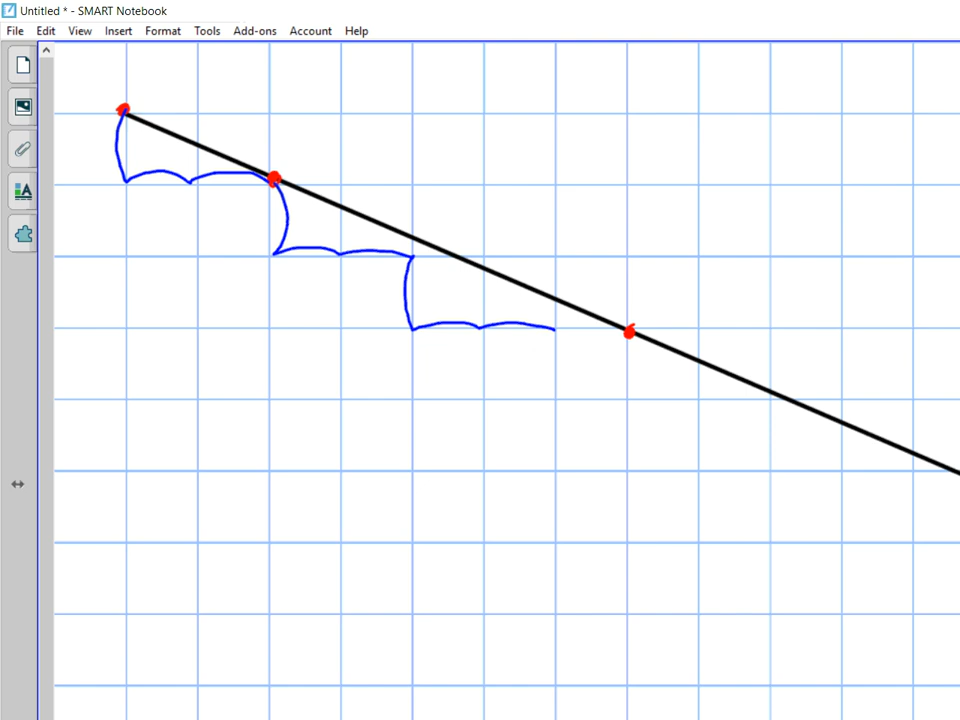 Untitled * - SMART Notebook
File Edit View Insert Format Tools Add-ons Account Help